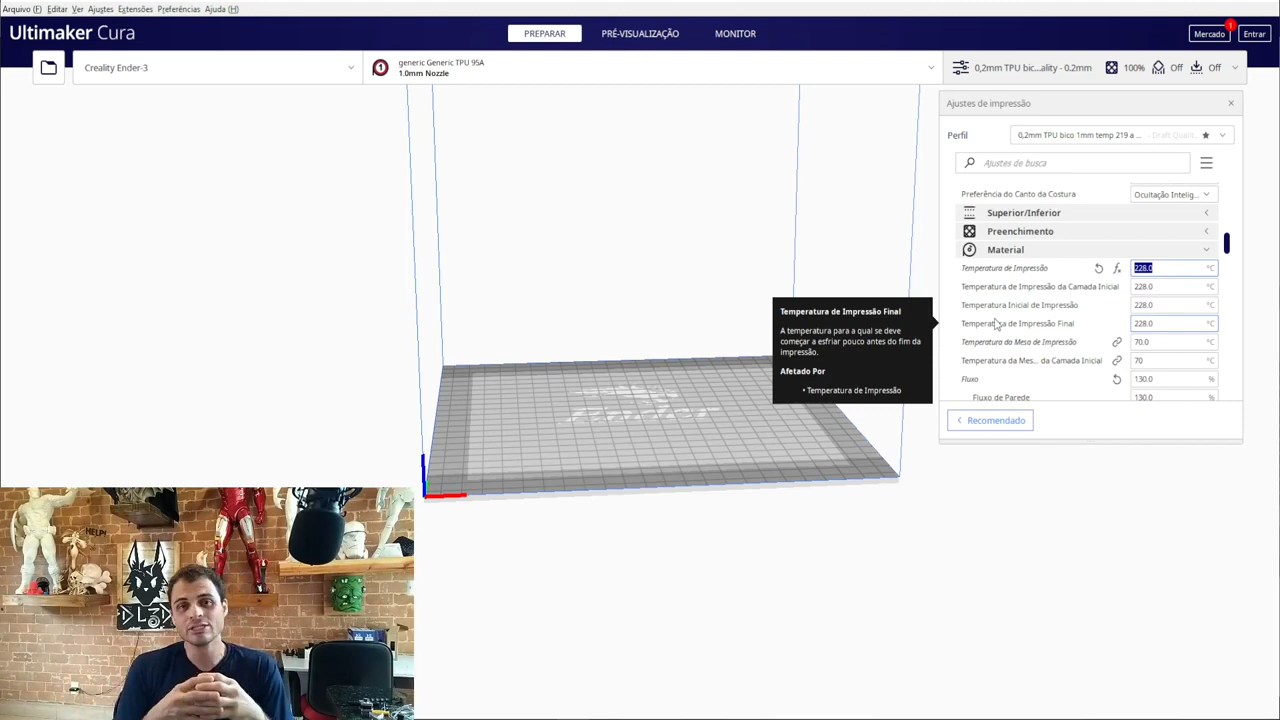 Arquivo (F) Editar Ver Ajustes Extensões Preferências Ajuda (H)
Ultimaker Cura
PREPARAR
PRÉ-VISUALIZAÇÃO
MONITOR
Mercado
1
Entrar
Creality Ender-3
1
generic Generic TPU 95A
1.0mm Nozzle
0,2mm TPU bic...ality - 0.2mm
100%
Off
Off
Ajustes de impressão
Perfil
0,2mm TPU bico 1mm temp 219 a ...
Draft Qualit...
Ajustes de busca
Preferência do Canto da Costura
Ocultação Intelig...
Superior/Inferior
Preenchimento
Material
Temperatura de Impressão
228.0 °C
Temperatura de Impressão da Camada Inicial
228.0 °C
Temperatura Inicial de Impressão
228.0 °C
Temperatura de Impressão Final
228.0 °C
Temperatura da Mesa de Impressão
70.0 °C
Temperatura da Mes... da Camada Inicial
70 °C
Fluxo
130.0 %
Fluxo de Parede
130.0 %
Recomendado
Temperatura de Impressão Final
A temperatura para a qual se deve
começar a esfriar pouco antes do fim da
impressão.
Afetado Por
• Temperatura de Impressão
HELP!
DL3D